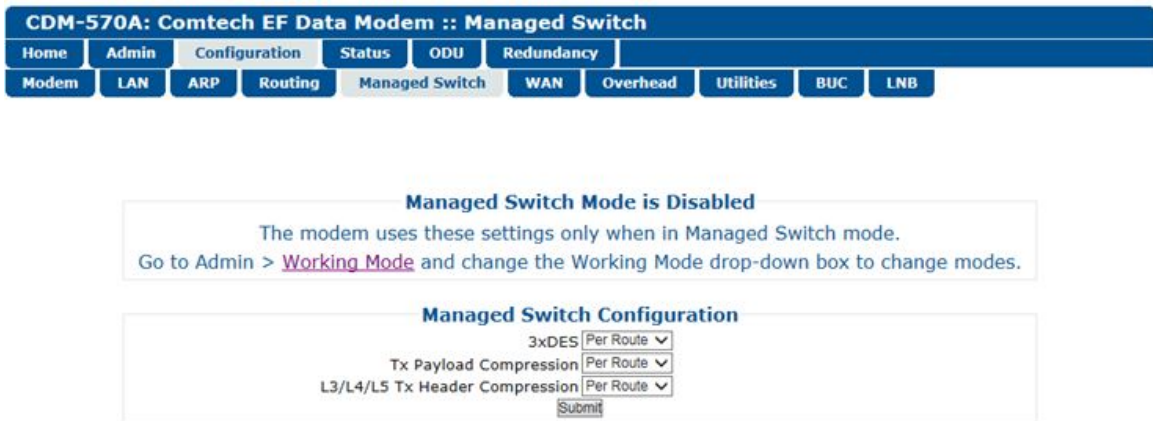 CDM-570A: Comtech EF Data Modem :: Managed Switch
Home Admin Configuration Status ODU Redundancy
Modem LAN ARP Routing Managed Switch WAN Overhead Utilities BUC LNB
Managed Switch Mode is Disabled
The modem uses these settings only when in Managed Switch mode.
Go to Admin > Working Mode and change the Working Mode drop-down box to change modes.
Managed Switch Configuration
3xDES Per Route
Tx Payload Compression Per Route
L3/L4/L5 Tx Header Compression Per Route
Submit